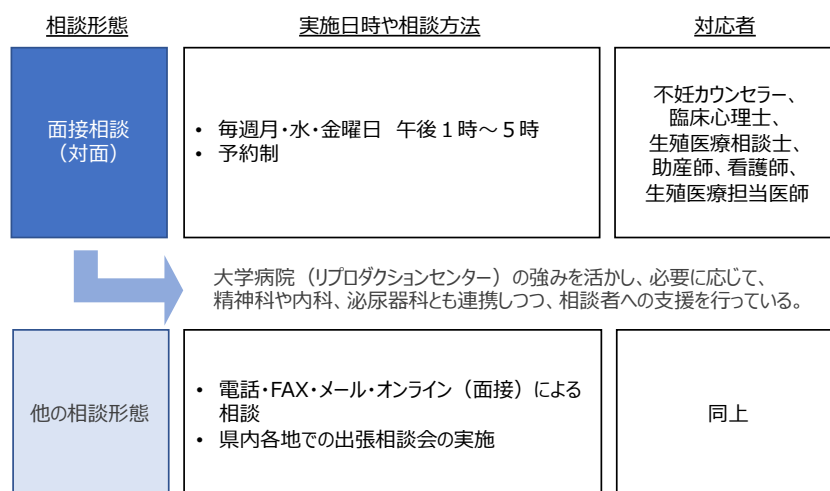 相談形態
実施日時や相談方法
対応者
面接相談
（対面）
• 毎週月・水・金曜日 午後１時～５時
• 予約制
不妊カウンセラー、
臨床心理士、
生殖医療相談士、
助産師、看護師、
生殖医療担当医師
大学病院（リプロダクションセンター）の強みを活かし、必要に応じて、
精神科や内科、泌尿器科とも連携しつつ、相談者への支援を行っている。
他の相談形態
• 電話・FAX・メール・オンライン（面接）による
相談
• 県内各地での出張相談会の実施
同上